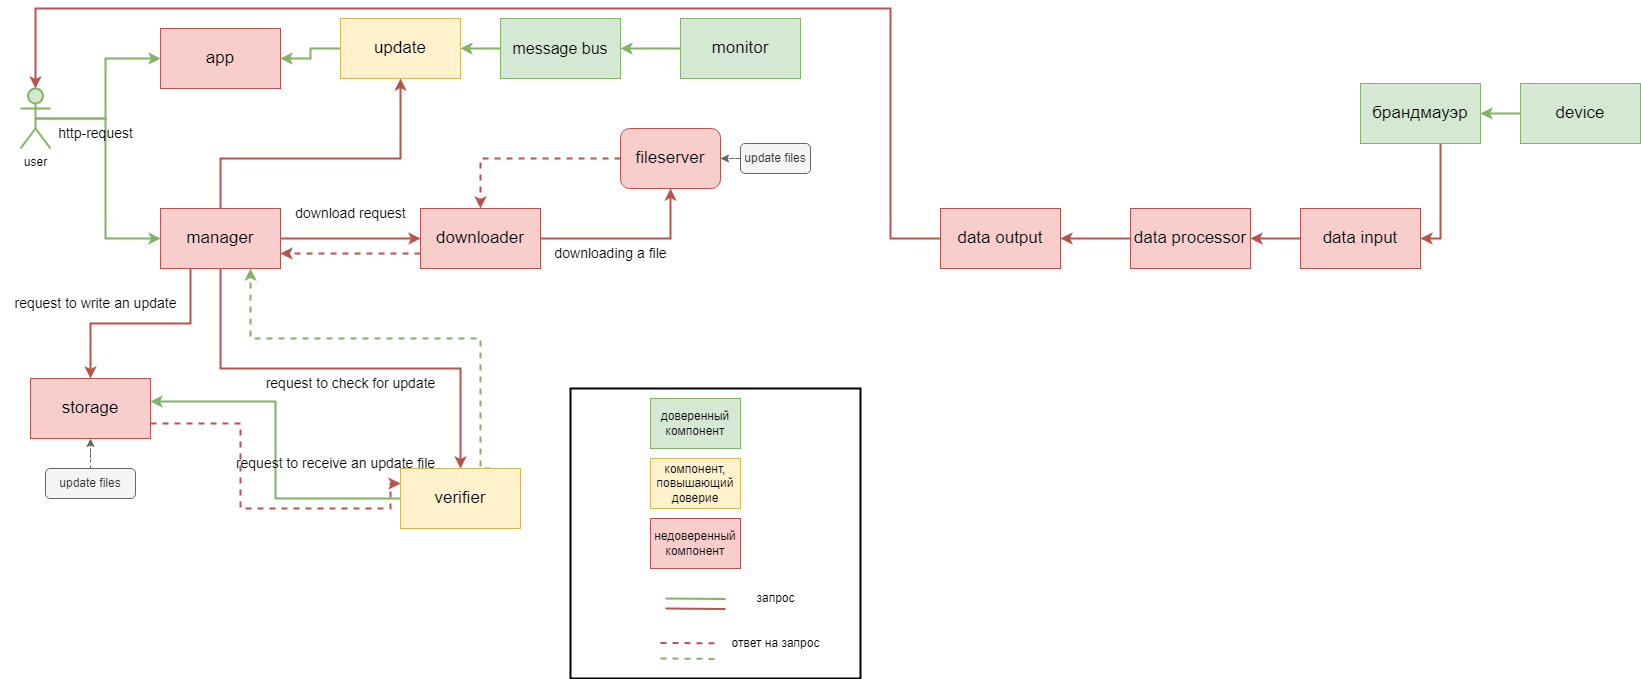 app
update
message bus
monitor
брандмауэр
device
http-request
user
fileserver
update files
download request
manager
downloader
data output
data processor
data input
downloading a file
request to write an update
request to check for update
storage
доверенный
компонент
request to receive an update file
компонент,
повышающий
доверие
update files
verifier
недоверенный
компонент
запрос
ответ на запрос